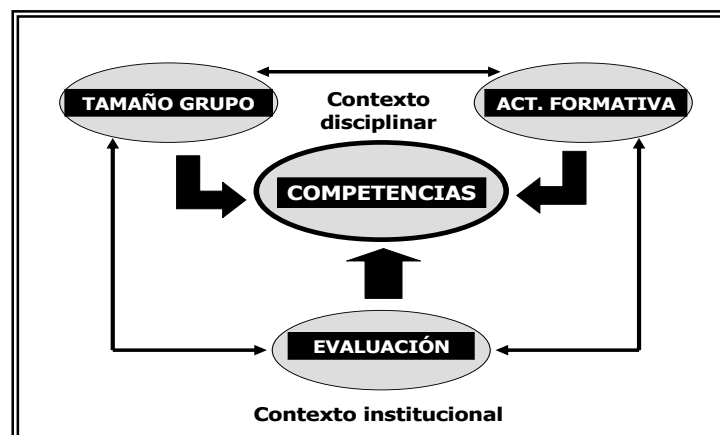 TAMAÑO GRUPO
ACT. FORMATIVA
Contexto
disciplinar
COMPETENCIAS
EVALUACIÓN
Contexto institucional